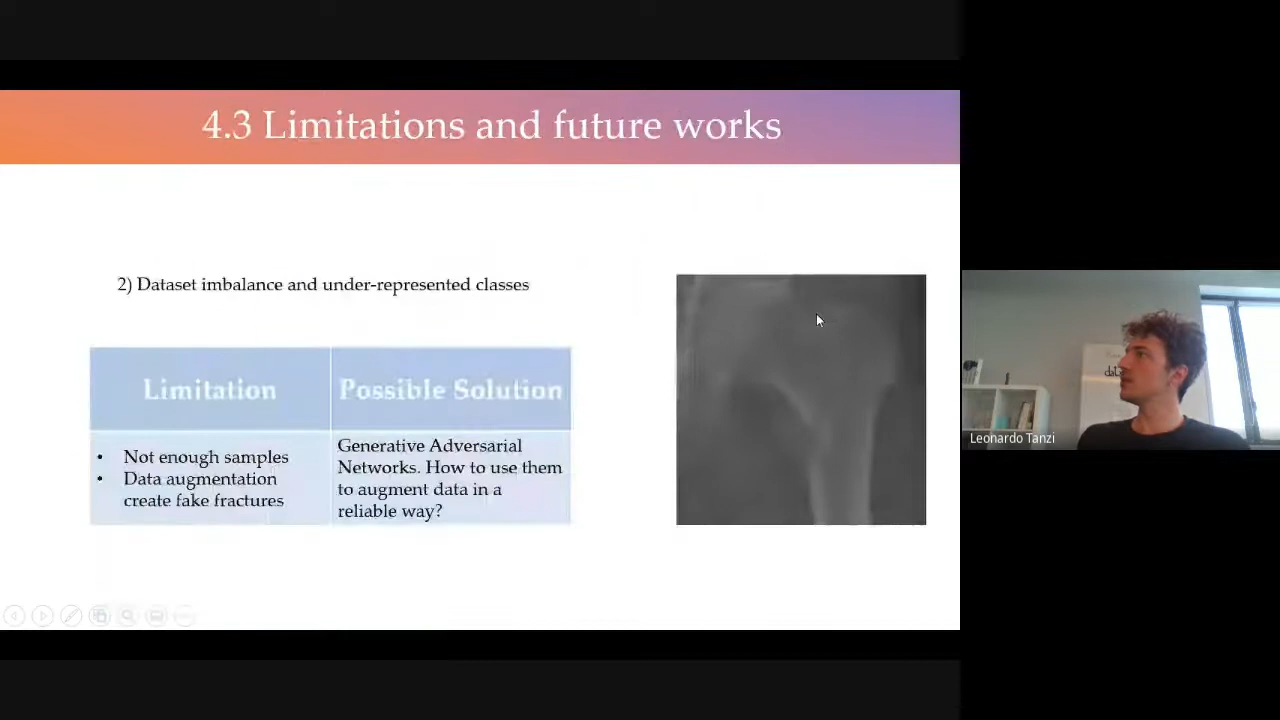 4.3 Limitations and future works
2) Dataset imbalance and under-represented classes
Limitation
Possible Solution
• Not enough samples
• Data augmentation
create fake fractures
Generative Adversarial
Networks. How to use them
to augment data in a
reliable way?
Leonardo Tanzi